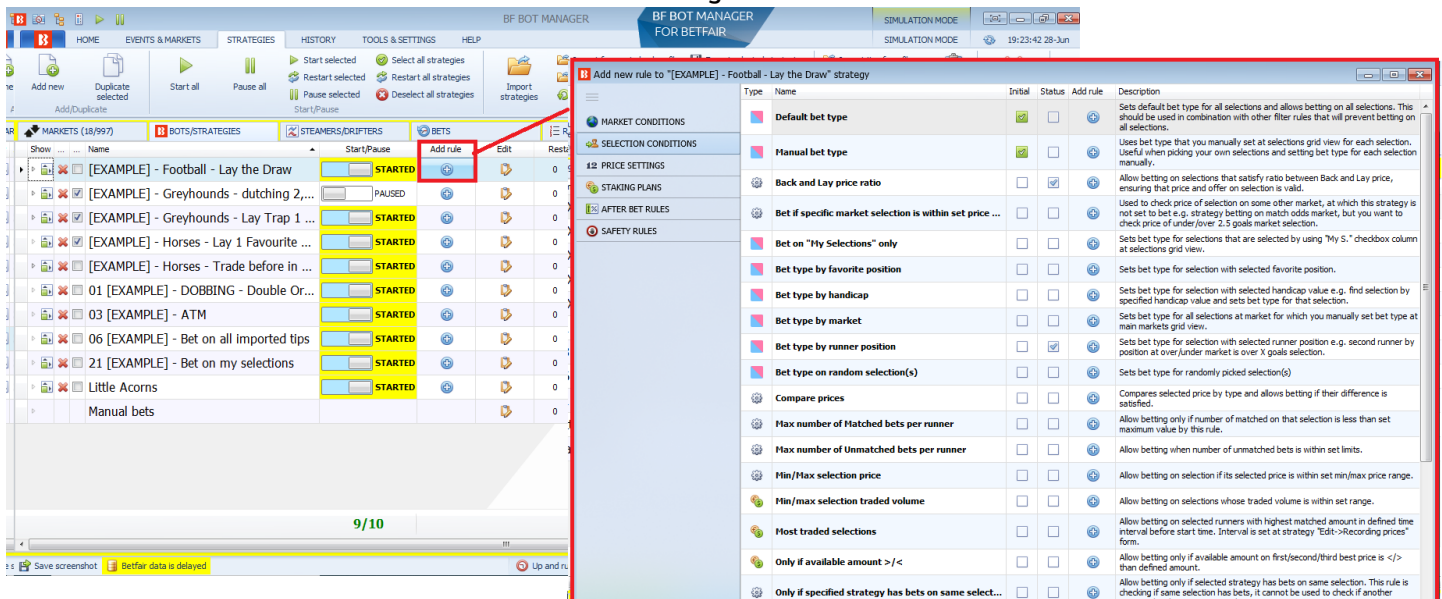 BF BOT MANAGER
BF BOT MANAGER
FOR BETFAIR
SIMULATION MODE
HOME EVENTS & MARKETS STRATEGIES HISTORY TOOLS & SETTINGS HELP
SIMULATION MODE 19:23:42 28-Jun
Add new
Duplicate selected
Start all
Pause all
Start selected
Restart selected
Pause selected
Select all strategies
Restart all strategies
Deselect all strategies
Import strategies
Add/Duplicate
Start/Pause
MARKETS (18/997) BOTS/STRATEGIES STEAMERS/DRIFTERS BETS
Show ... ... Name Start/Pause Add rule Edit
[EXAMPLE] - Football - Lay the Draw STARTED 0
[EXAMPLE] - Greyhounds - dutching 2,... PAUSED 0
[EXAMPLE] - Greyhounds - Lay Trap 1 ... STARTED 0
[EXAMPLE] - Horses - Lay 1 Favourite ... STARTED 0
[EXAMPLE] - Horses - Trade before in ... STARTED 0
01 [EXAMPLE] - DOBBING - Double Or... STARTED 0
03 [EXAMPLE] - ATM STARTED 0
06 [EXAMPLE] - Bet on all imported tips STARTED 0
21 [EXAMPLE] - Bet on my selections STARTED 0
Little Acorns STARTED 0
Manual bets 0
9/10
Save screenshot Betfair data is delayed Up and ru
Add new rule to "[EXAMPLE] - Football - Lay the Draw" strategy
MARKET CONDITIONS
SELECTION CONDITIONS
12 PRICE SETTINGS
STAKING PLANS
AFTER BET RULES
SAFETY RULES
Type Name Initial Status Add rule Description
Default bet type
Sets default bet type for all selections and allows betting on all selections. This
should be used in combination with other filter rules that will prevent betting on
all selections.
Manual bet type
Uses bet type that you manually set at selections grid view for each selection.
Useful when picking your own selections and setting bet type for each selection
manually.
Back and Lay price ratio
Allow betting on selections that satisfy ratio between Back and Lay price,
ensuring that price and offer on selection is valid.
Bet if specific market selection is within set price ...
Used to check price of selection on some other market, at which this strategy is
not set to bet e.g. strategy betting on match odds market, but you want to
check price of under/over 2.5 goals market selection.
Bet on "My Selections" only
Sets bet type for selections that are selected by using "My S." checkbox column
at selections grid view.
Bet type by favorite position
Sets bet type for selection with selected favorite position.
Bet type by handicap
Sets bet type for selection with selected handicap value e.g. find selection by
specified handicap value and sets bet type for that selection.
Bet type by market
Sets bet type for all selections at market for which you manually set bet type at
main markets grid view.
Bet type by runner position
Sets bet type for selection with selected runner position e.g. second runner by
position at over/under market is over X goals selection.
Bet type on random selection(s)
Sets bet type for randomly picked selection(s)
Compare prices
Compares selected price by type and allows betting if their difference is
satisfied.
Max number of Matched bets per runner
Allow betting only if number of matched on that selection is less than set
maximum value by this rule.
Max number of Unmatched bets per runner
Allow betting when number of unmatched bets is within set limits.
Min/Max selection price
Allow betting on selection if its selected price is within set min/max price range.
Min/max selection traded volume
Allow betting on selections whose traded volume is within set range.
Most traded selections
Allow betting on selected runners with highest matched amount in defined time
interval before start time. Interval is set at strategy "Edit->Recording prices"
form.
Only if available amount >/<
Allow betting only if available amount on first/second/third best price is </>
than defined amount.
Only if specified strategy has bets on same select...
Allow betting only if selected strategy has bets on same selection. This rule is
checking if same selection has bets, it cannot be used to check if another